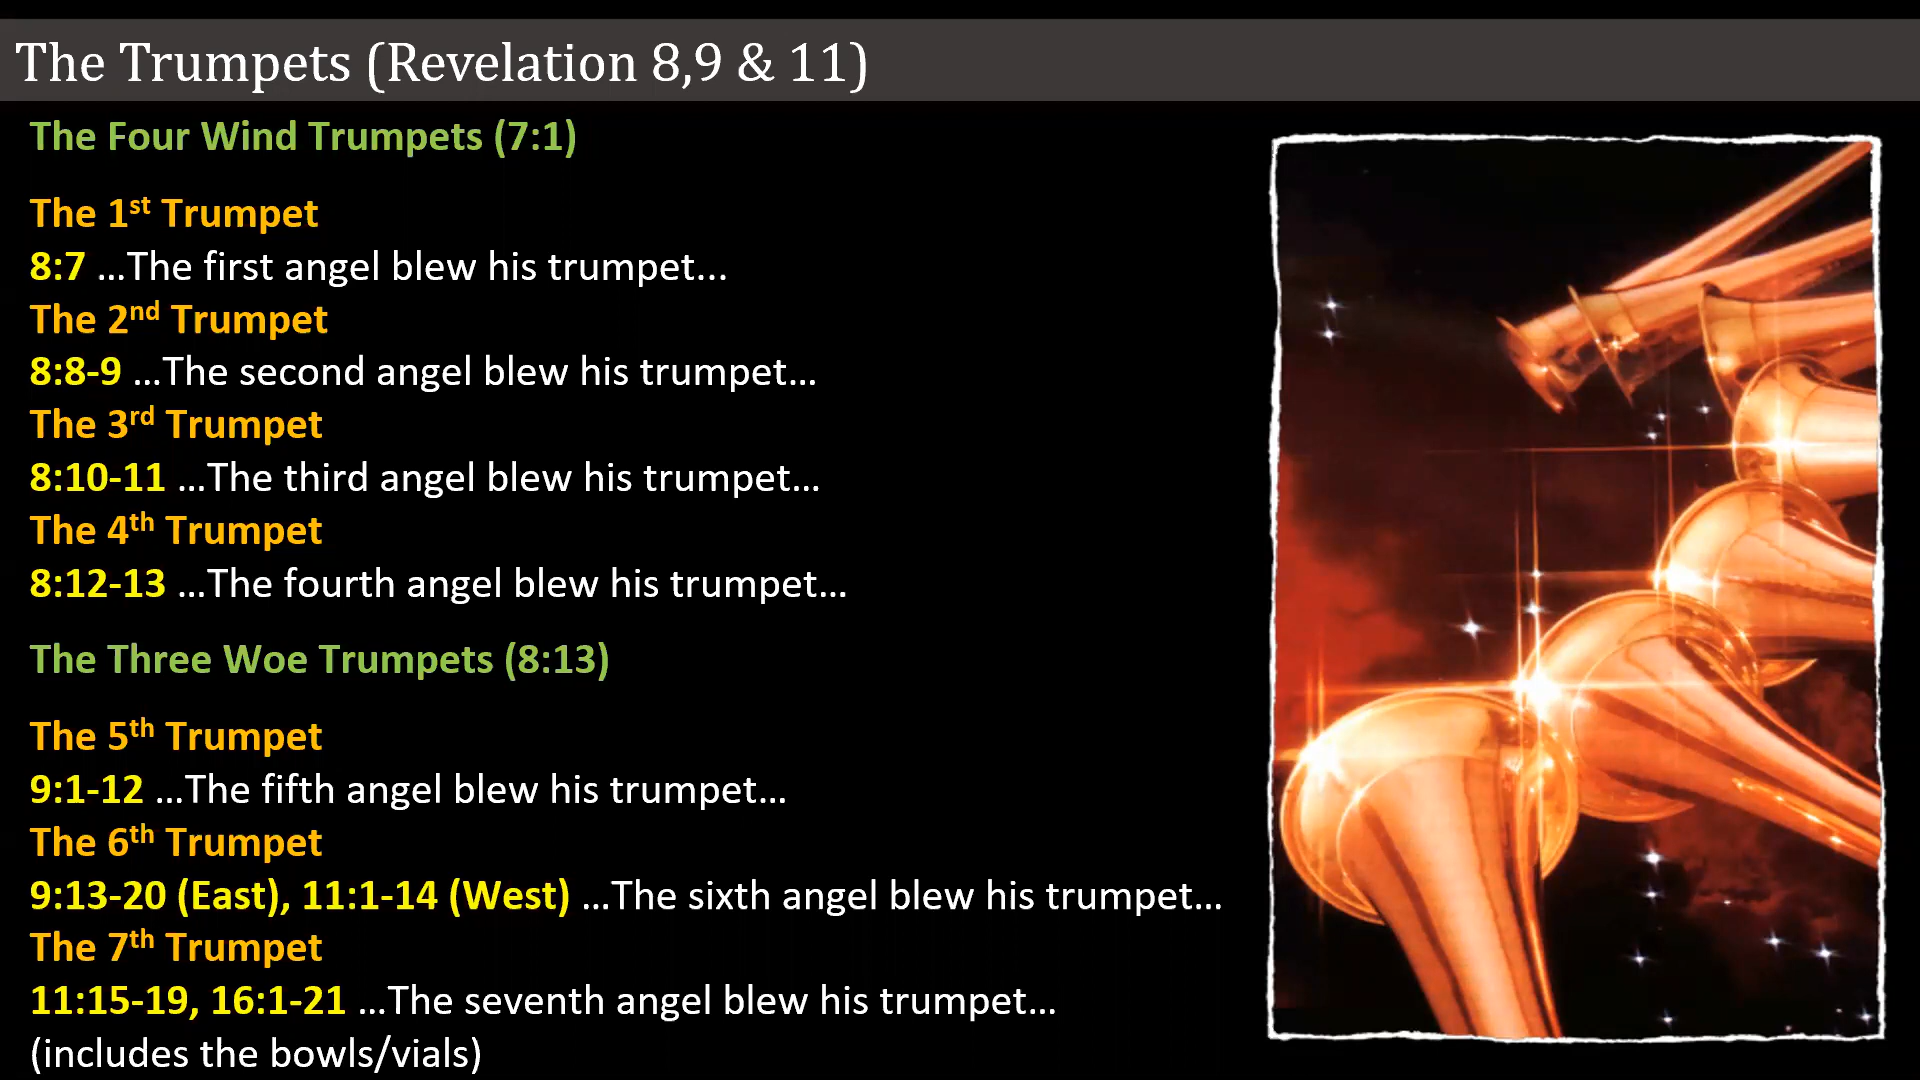 The Trumpets (Revelation 8,9 & 11)
The Four Wind Trumpets (7:1)
The 1st Trumpet
8:7 ...The first angel blew his trumpet...
The 2nd Trumpet
8:8-9 ...The second angel blew his trumpet...
The 3rd Trumpet
8:10-11 ...The third angel blew his trumpet...
The 4th Trumpet
8:12-13 ...The fourth angel blew his trumpet...
The Three Woe Trumpets (8:13)
The 5th Trumpet
9:1-12 ...The fifth angel blew his trumpet...
The 6th Trumpet
9:13-20 (East), 11:1-14 (West) ...The sixth angel blew his trumpet...
The 7th Trumpet
11:15-19, 16:1-21 ...The seventh angel blew his trumpet...
(includes the bowls/vials)